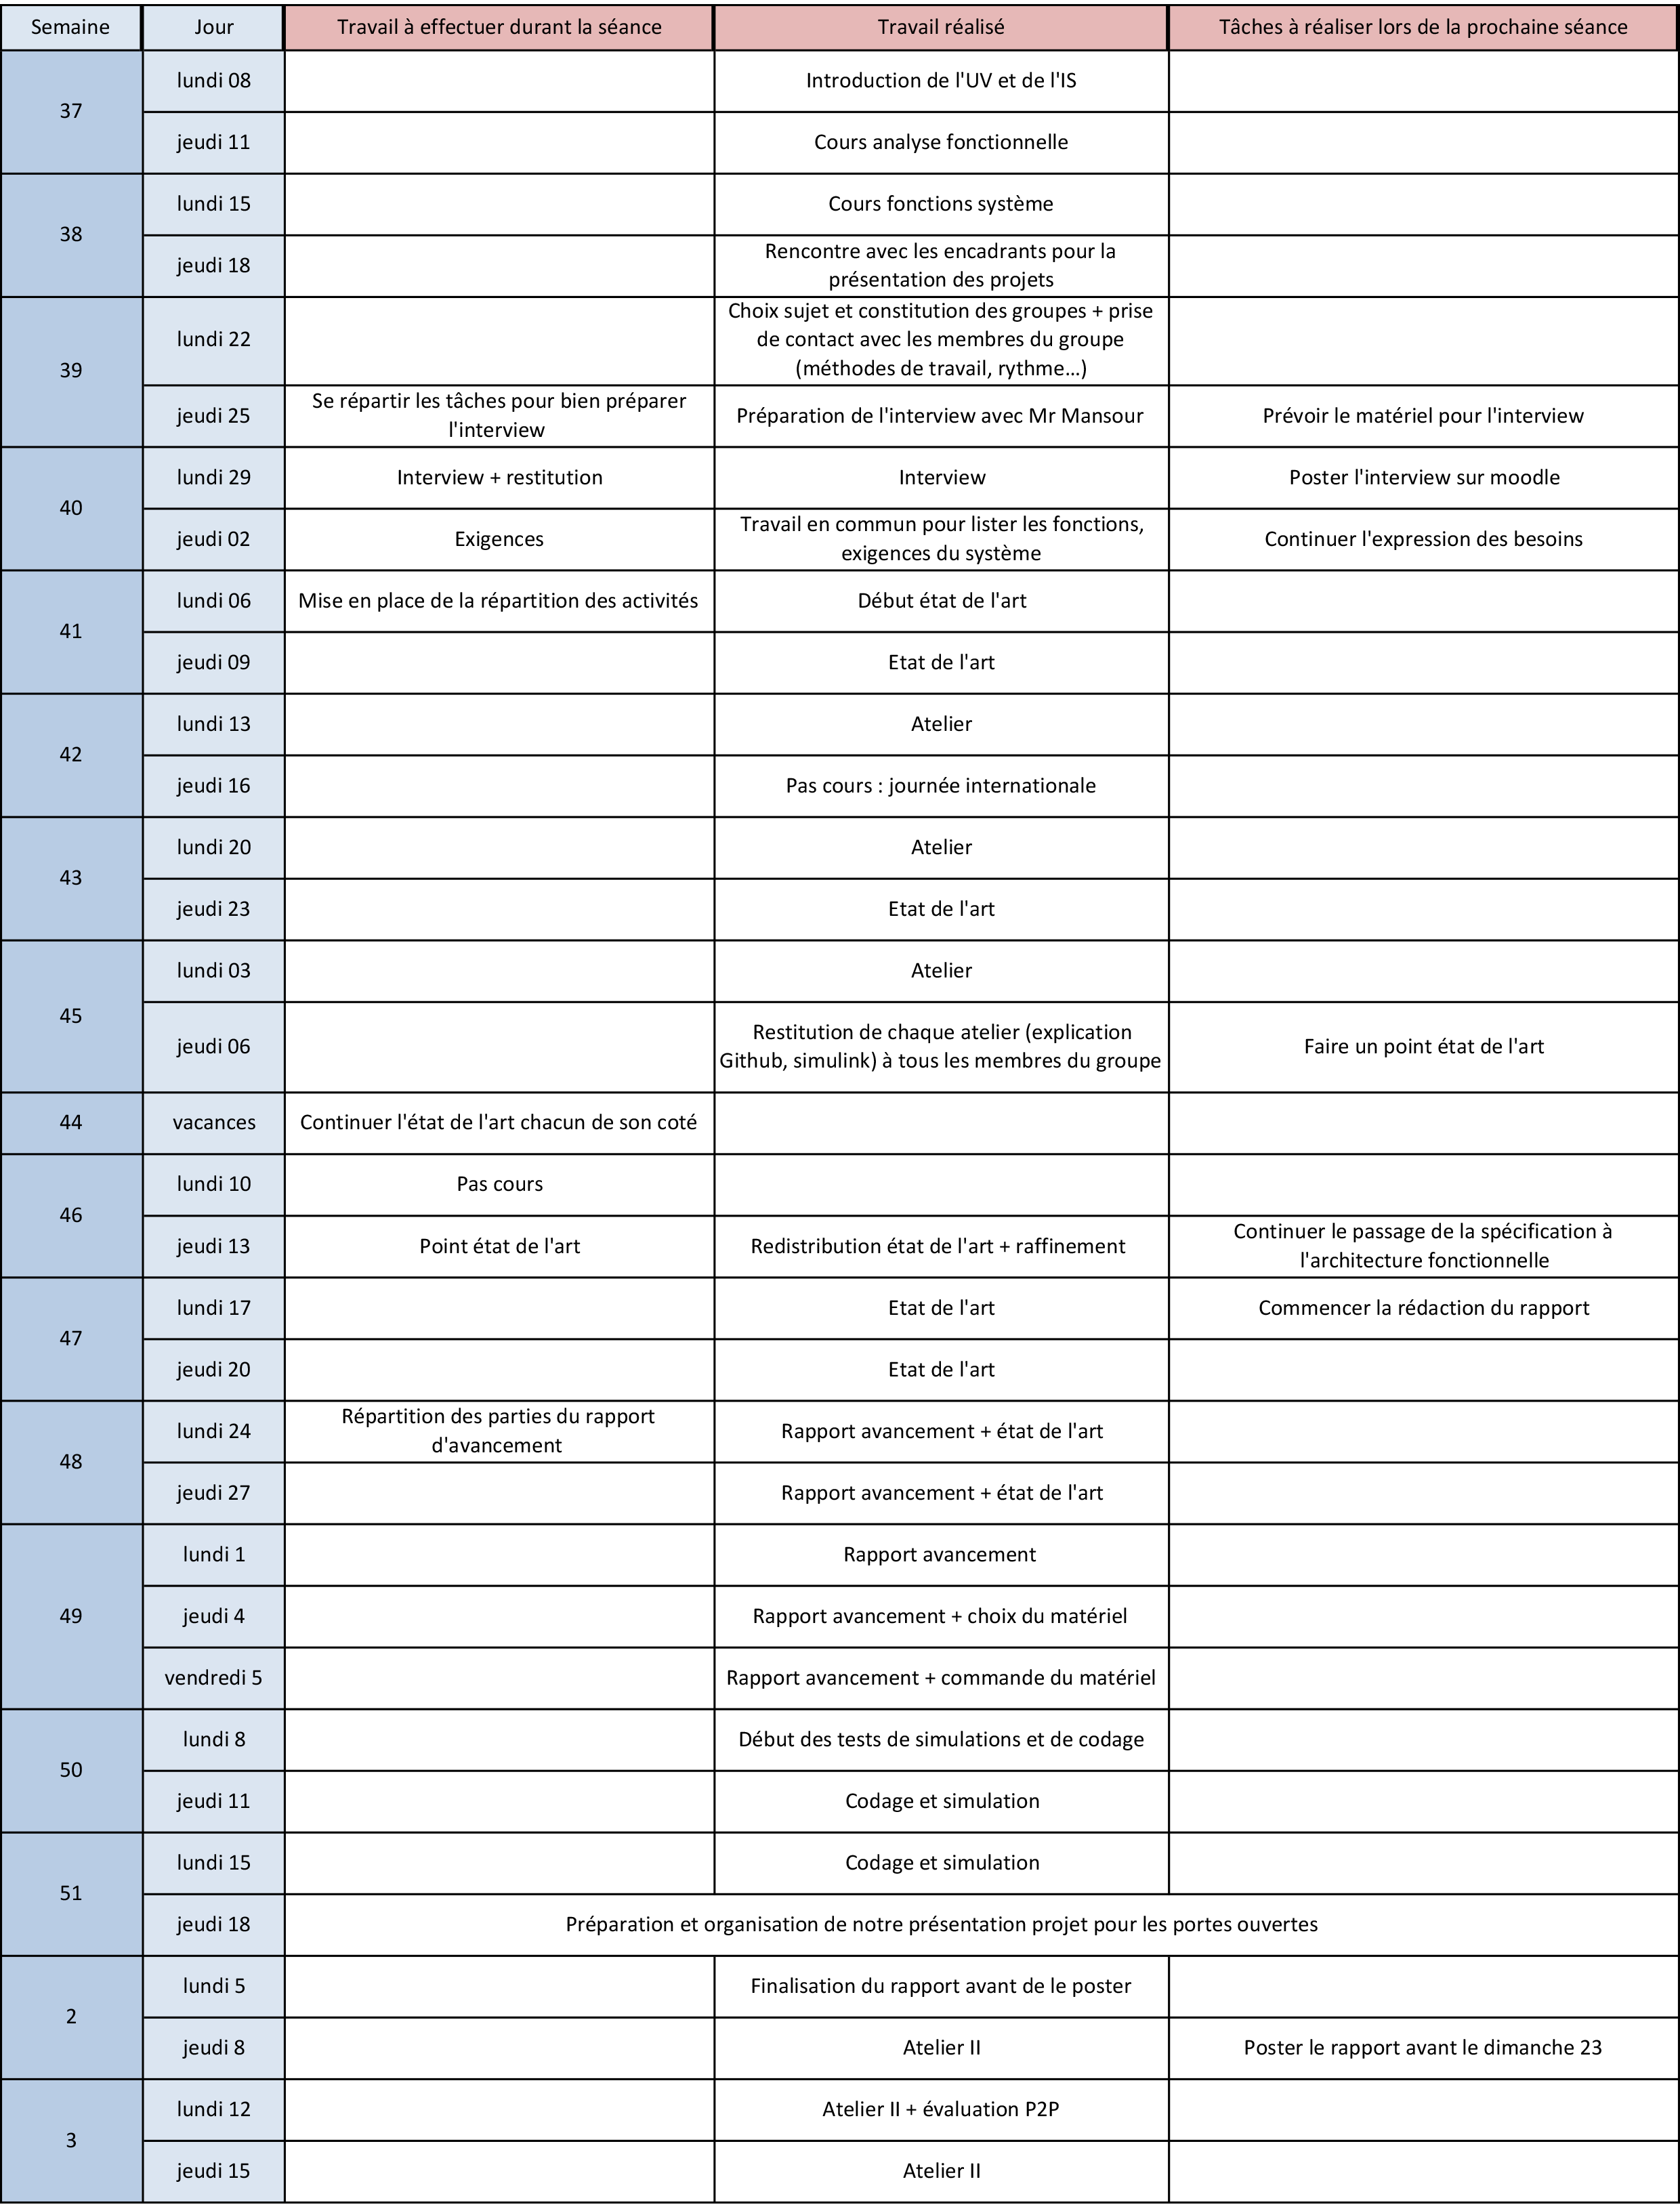 Semaine Jour Travail à effectuer durant la séance Travail réalisé Tâches à réaliser lors de la prochaine séance
37
lundi 08 Introduction de l'UV et de l'IS
jeudi 11 Cours analyse fonctionnelle
38
lundi 15 Cours fonctions système
jeudi 18 Rencontre avec les encadrants pour la
présentation des projets
39
lundi 22 Choix sujet et constitution des groupes + prise
de contact avec les membres du groupe
(méthodes de travail, rythme...)
jeudi 25 Se répartir les tâches pour bien préparer
l'interview
Préparation de l'interview avec Mr Mansour Prévoir le matériel pour l'interview
40
lundi 29 Interview + restitution Interview Poster l'interview sur moodle
jeudi 02 Exigences Travail en commun pour lister les fonctions,
exigences du système
Continuer l'expression des besoins
41
lundi 06 Mise en place de la répartition des activités Début état de l'art
jeudi 09 Etat de l'art
42
lundi 13 Atelier
jeudi 16 Pas cours : journée internationale
43
lundi 20 Atelier
jeudi 23 Etat de l'art
45
lundi 03 Atelier
jeudi 06 Restitution de chaque atelier (explication
Github, simulink) à tous les membres du groupe
Faire un point état de l'art
44 vacances Continuer l'état de l'art chacun de son coté
46
lundi 10 Pas cours
jeudi 13 Point état de l'art Redistribution état de l'art + raffinement Continuer le passage de la spécification à
l'architecture fonctionnelle
47
lundi 17 Etat de l'art Commencer la rédaction du rapport
jeudi 20 Etat de l'art
48
lundi 24 Répartition des parties du rapport
d'avancement
Rapport avancement + état de l'art
jeudi 27 Rapport avancement + état de l'art
49
lundi 1 Rapport avancement
jeudi 4 Rapport avancement + choix du matériel
vendredi 5 Rapport avancement + commande du matériel
50
lundi 8 Début des tests de simulations et de codage
jeudi 11 Codage et simulation
51
lundi 15 Codage et simulation
jeudi 18 Préparation et organisation de notre présentation projet pour les portes ouvertes
2
lundi 5 Finalisation du rapport avant de le poster
jeudi 8 Atelier II Poster le rapport avant le dimanche 23
3
lundi 12 Atelier II + évaluation P2P
jeudi 15 Atelier II